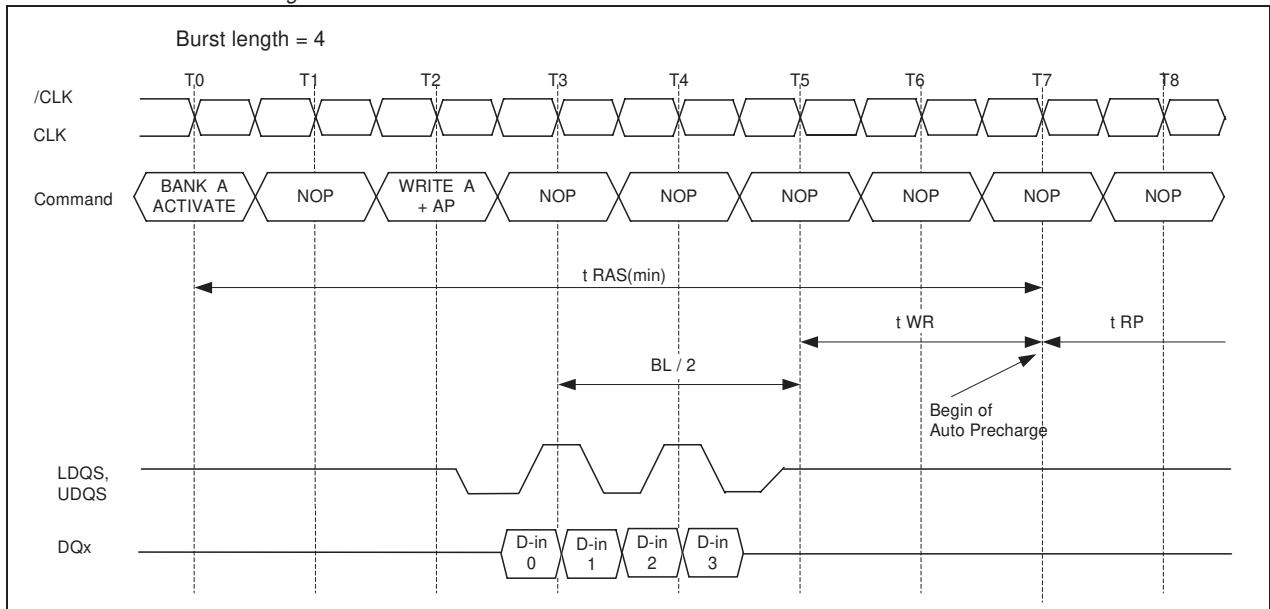 Burst length = 4
T0 T1 T2 T3 T4 T5 T6 T7 T8
/CLK
CLK
Command
BANK A
ACTIVATE
NOP
WRITE A
+ AP
NOP
NOP
NOP
NOP
NOP
NOP
t RAS(min)
t WR
t RP
BL / 2
Begin of
Auto Precharge
LDQS,
UDQS
DQx
D-in
0
D-in
1
D-in
2
D-in
3